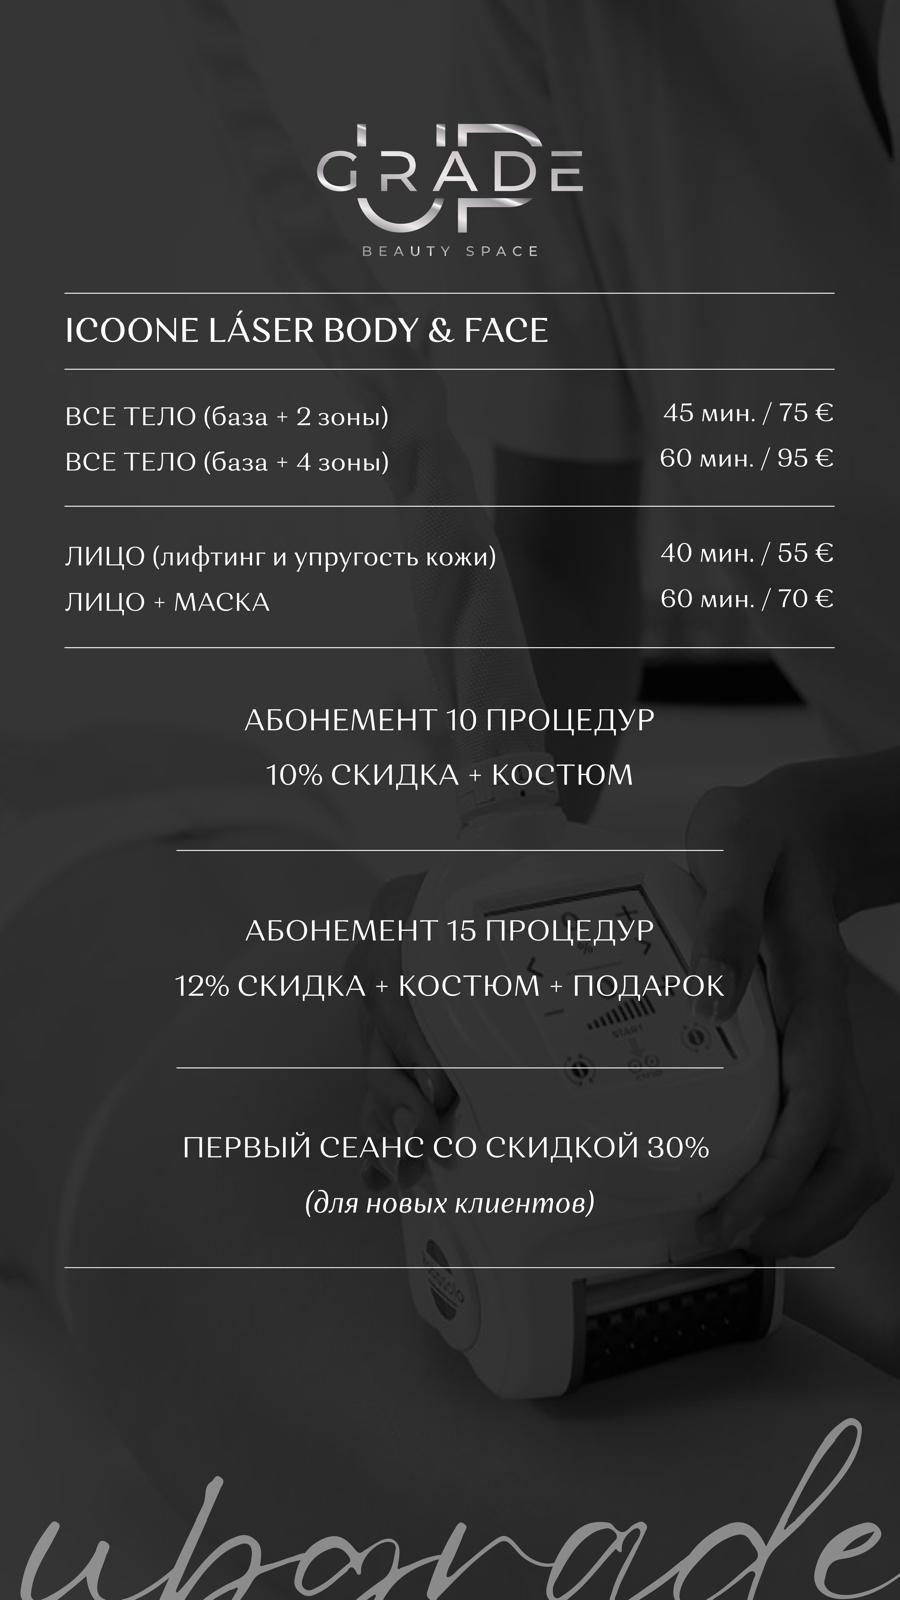 UP
GRADE
BEAUTY SPACE
ICOONE LÁSER BODY & FACE
ВСЕ ТЕЛО (база + 2 зоны) 45 мин. / 75 €
ВСЕ ТЕЛО (база + 4 зоны) 60 мин. / 95 €
ЛИЦО (лифтинг и упругость кожи) 40 мин. / 55 €
ЛИЦО + МАСКА 60 мин. / 70 €
АБОНЕМЕНТ 10 ПРОЦЕДУР
10% СКИДКА + КОСТЮМ
АБОНЕМЕНТ 15 ПРОЦЕДУР
12% СКИДКА + КОСТЮМ + ПОДАРОК
START
ПЕРВЫЙ СЕАНС СО СКИДКОЙ 30%
(для новых клиентов)
upgrade